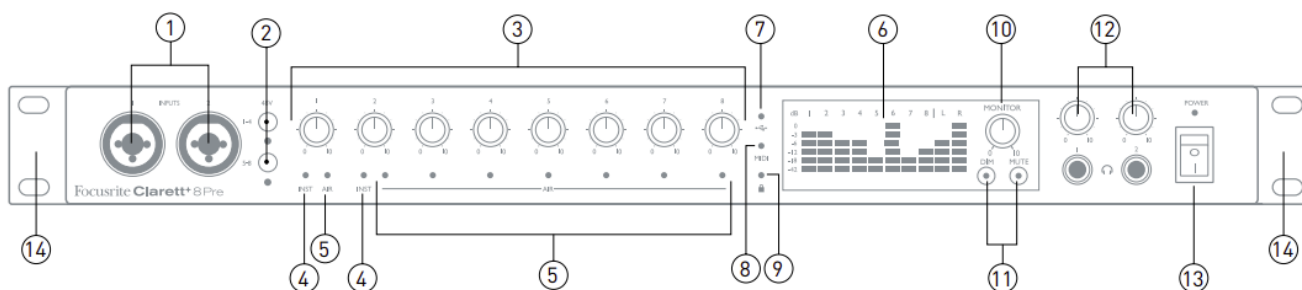 1 2 3 7 6 10 12
INPUTS 48V 1 2 3 4 5 6 7 8 dB 1 2 3 4 5 6 7 8 L R MONITOR POWER
1-4
0
0 10 0 10 0 10 0 10 0 10 0 10 0 10 0 10
MIDI
0 10 0 10 0 10
5-8
-42
DIM MUTE 1 2
Focusrite Clarett+ 8Pre INST AIR INST AIR
14 4 5 4 5 8 9 11 13 14